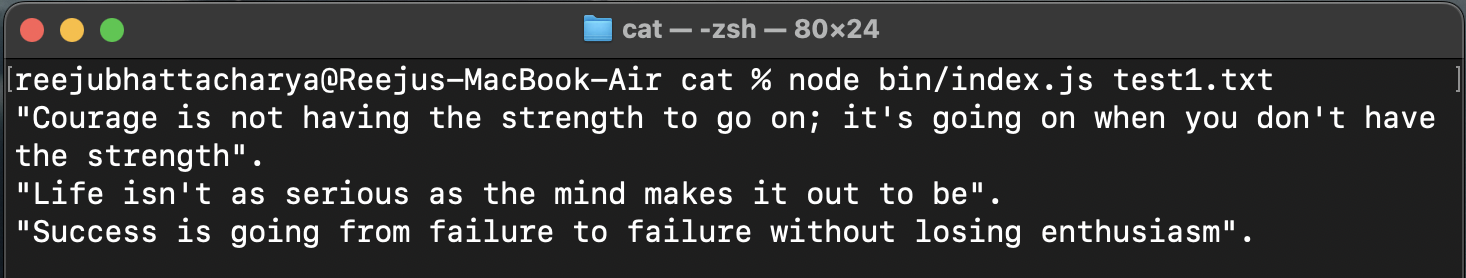 cat — -zsh — 80×24
[reejubhattacharya@Reejus-MacBook-Air cat % node bin/index.js test1.txt ]
"Courage is not having the strength to go on; it's going on when you don't have
the strength".
"Life isn't as serious as the mind makes it out to be".
"Success is going from failure to failure without losing enthusiasm".